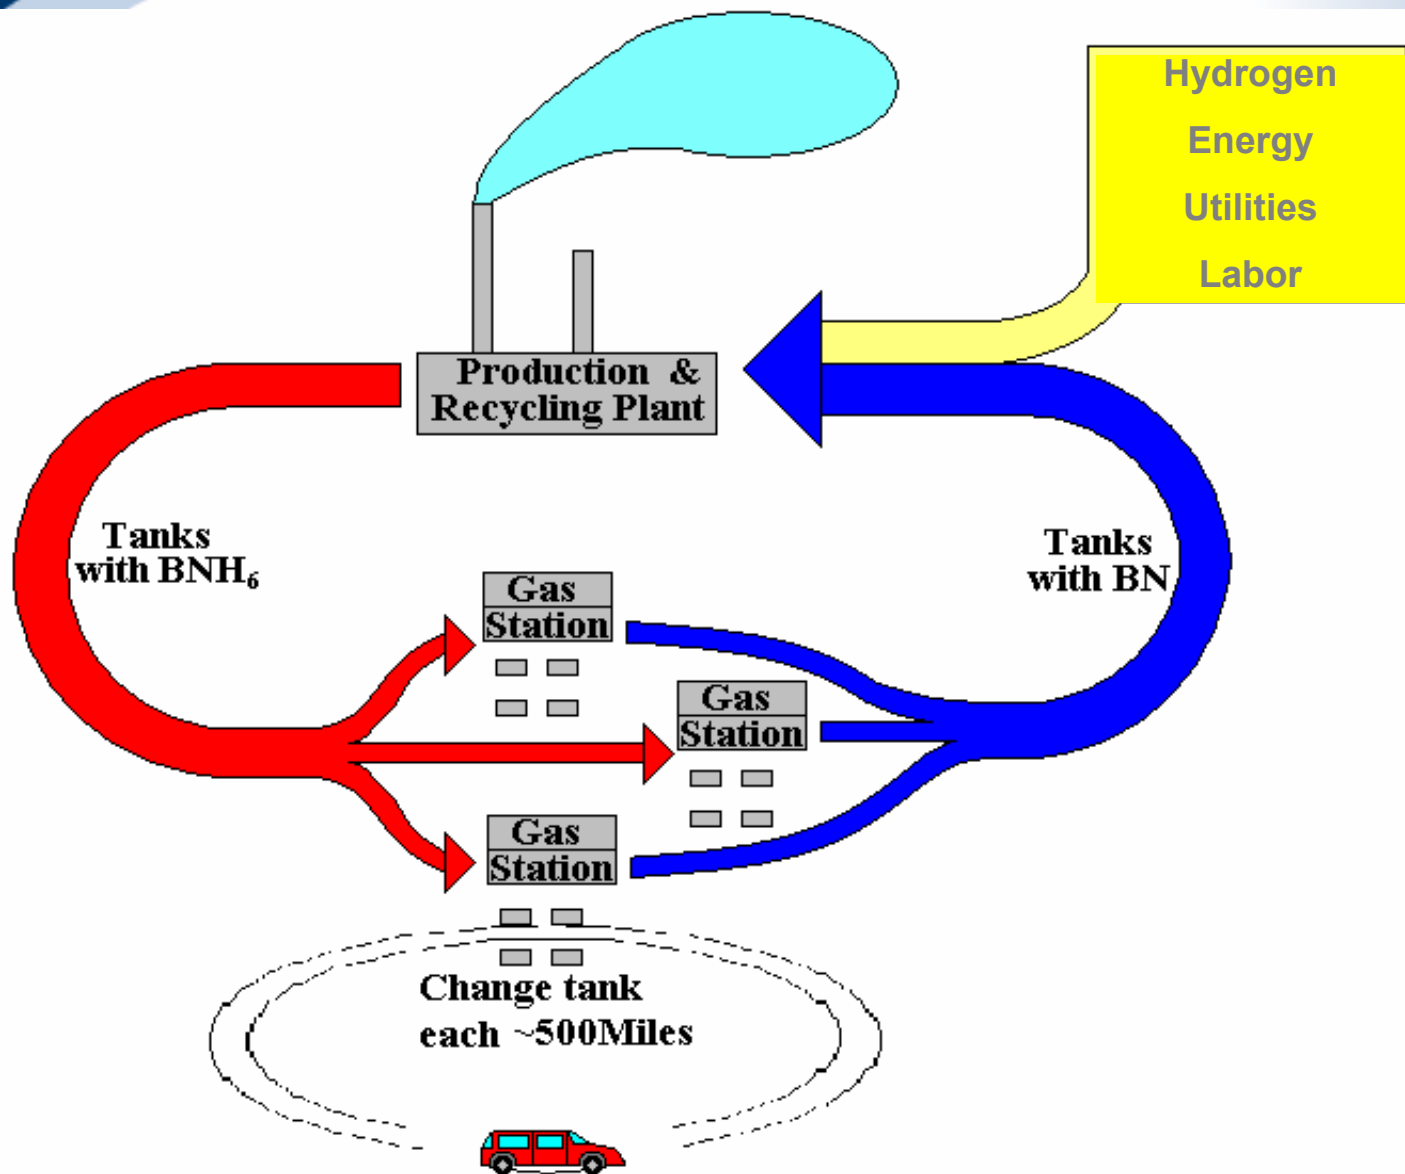 Hydrogen
Energy
Utilities
Labor
Production &
Recycling Plant
Tanks
with BNH₆
Tanks
with BN
Gas
Station
Gas
Station
Gas
Station
Change tank
each ~500Miles